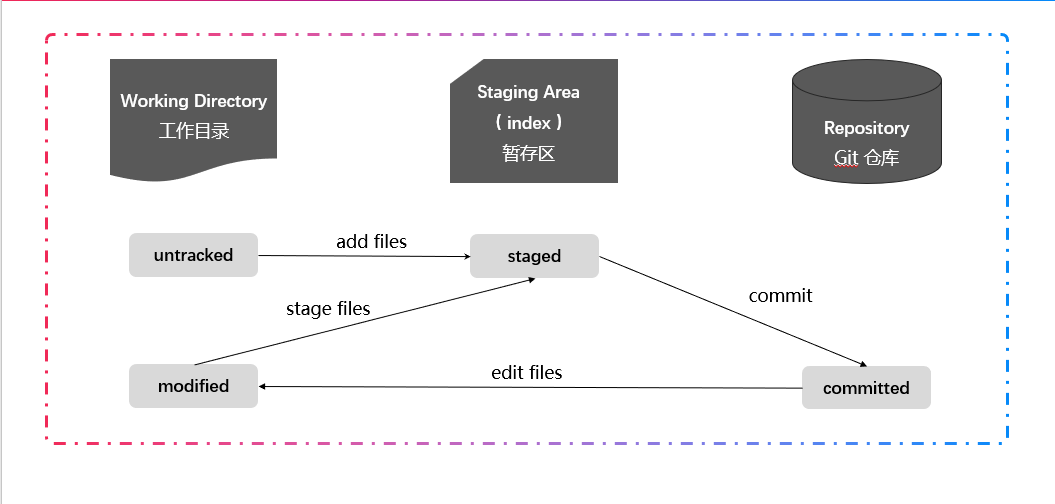 Working Directory
工作目录
Staging Area
( index )
暂存区
Repository
Git 仓库
untracked
add files
staged
stage files
commit
modified
edit files
committed